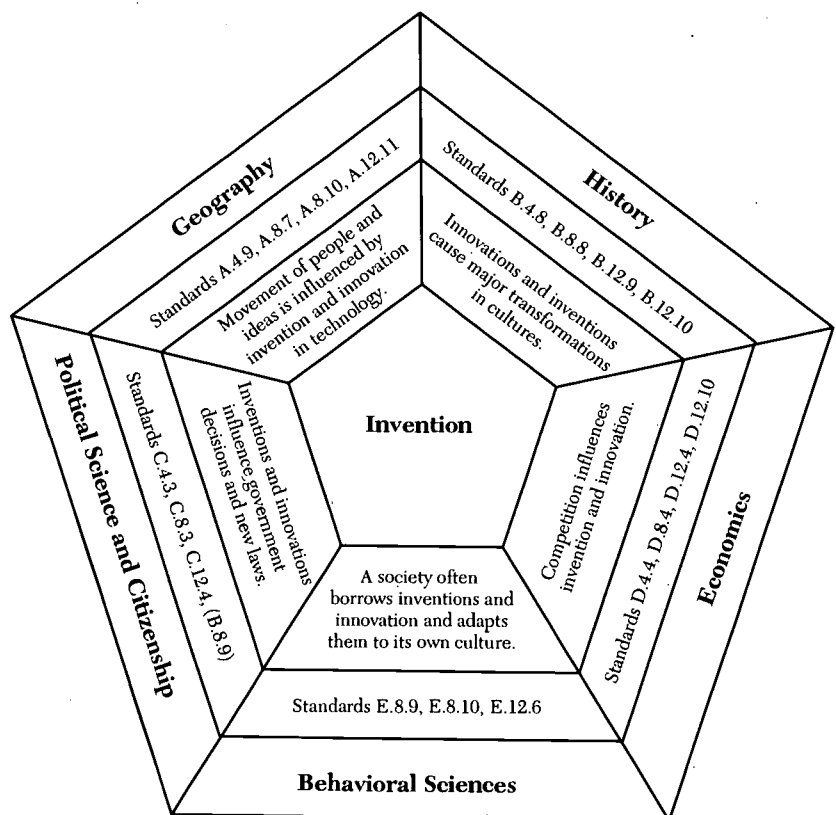 Geography
Standards A.4.9, A.8.7, A.8.10, A.12.11
Movement of people and
ideas is influenced by
invention and innovation
in technology.
History
Standards B.4.8, B.8.8, B.12.9, B.12.10
Innovations and inventions
cause major transformations
in cultures.
Political Science and Citizenship
Standards C.4.3, C.8.3, C.12.4, (B.8.9)
Inventions and innovations
influence government
decisions and new laws.
Invention
Competition influences
invention and innovation.
Standards D.4.4, D.8.4, D.12.4, D.12.10
Economics
A society often
borrows inventions and
innovation and adapts
them to its own culture.
Standards E.8.9, E.8.10, E.12.6
Behavioral Sciences